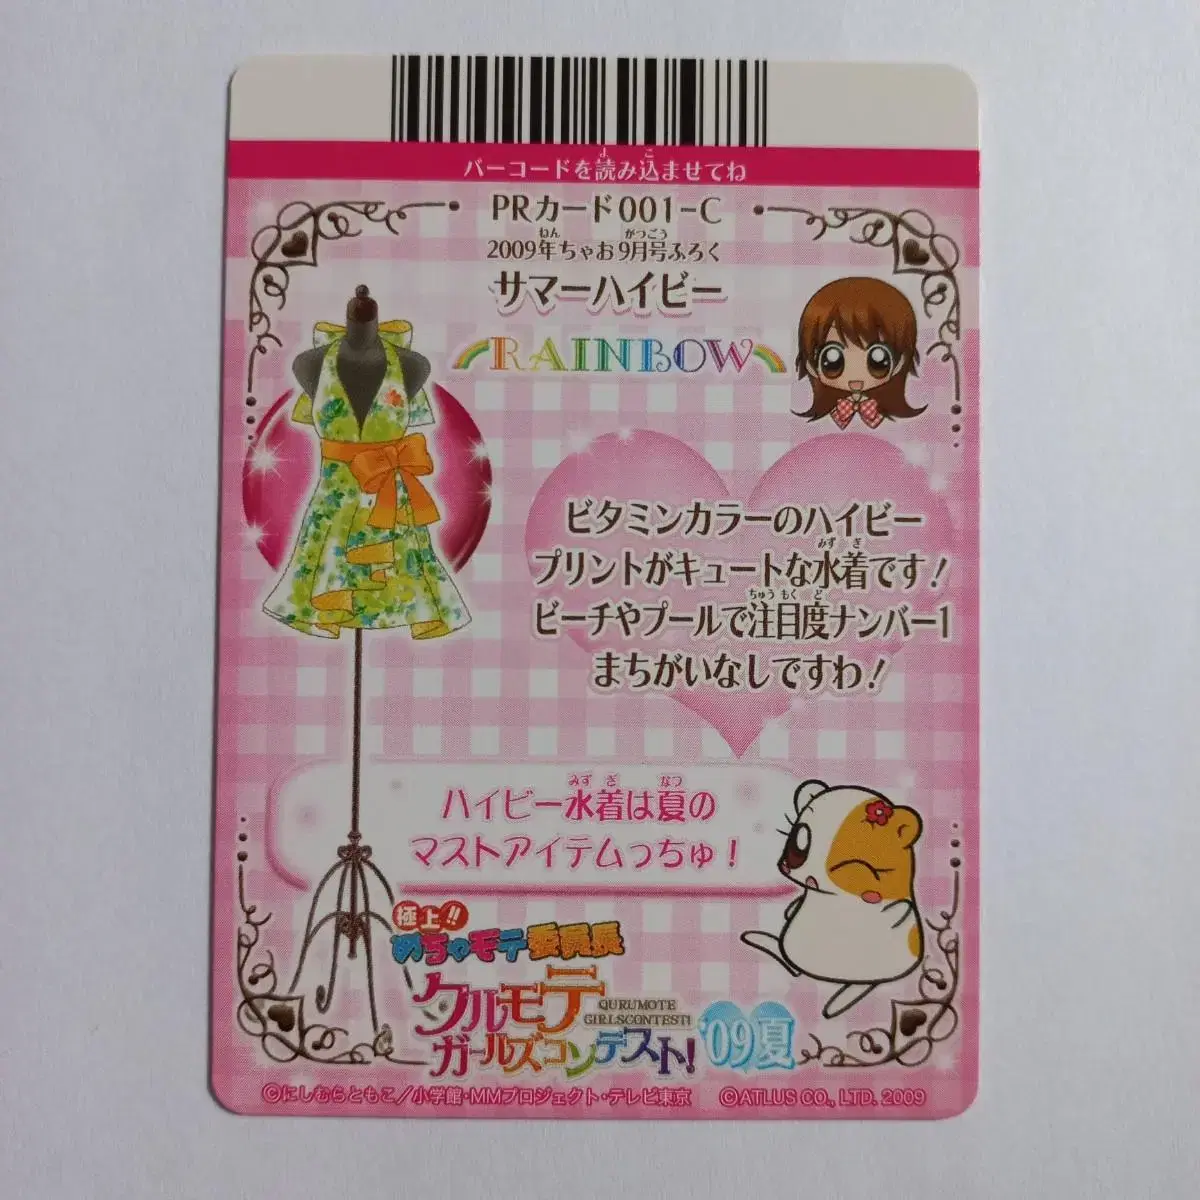 バーコードを読み込ませてね
PRカード001-C
2009年ちゃお9月号ふろく
サマーハイビー
RAINBOW
ビタミンカラーのハイビー
プリントがキュートな水着です!
ビーチやプールで注目度ナンバー1
まちがいなしですわ!
ハイビー水着は夏の
マストアイテムっちゅ!
極上!!
めちゃモテ委員長
クルモテ
QURUMOTE
GIRLSCONTEST!
ガールズコンテスト!
'09夏
©にしむらともこ/小学館・MMプロジェクト・テレビ東京 ©ATLUS CO., LTD. 2009